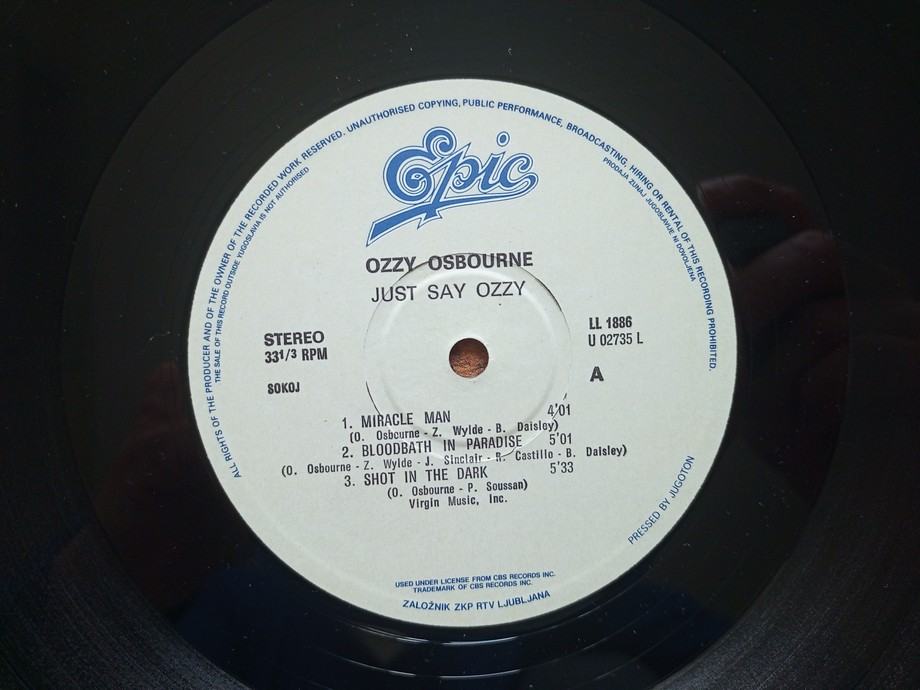 ALL RIGHTS OF THE PRODUCER AND OF THE OWNER OF THE RECORDED WORK RESERVED. UNAUTHORISED COPYING, PUBLIC PERFORMANCE, BROADCASTING, HIRING OR RENTAL OF THIS RECORDING PROHIBITED.
THE SALE OF THIS RECORD OUTSIDE YUGOSLAVIA IS NOT AUTHORISED
PRODAJA ZUNAJ JUGOSLAVIJE NI DOVOLJENA
Epic
OZZY OSBOURNE
JUST SAY OZZY
STEREO
33 1/3 RPM
SOKOJ
LL 1886
U 02735 L
A
1. MIRACLE MAN 4'01
(O. Osbourne - Z. Wylde - B. Daisley)
2. BLOODBATH IN PARADISE 5'01
(O. Osbourne - Z. Wylde - J. Sinclair - R. Castillo - B. Daisley)
3. SHOT IN THE DARK 5'33
(O. Osbourne - P. Soussan)
Virgin Music, Inc.
PRESSED BY JUGOTON
USED UNDER LICENSE FROM CBS RECORDS INC.
TRADEMARK OF CBS RECORDS INC.
ZALOŽNIK ZKP RTV LJUBLJANA